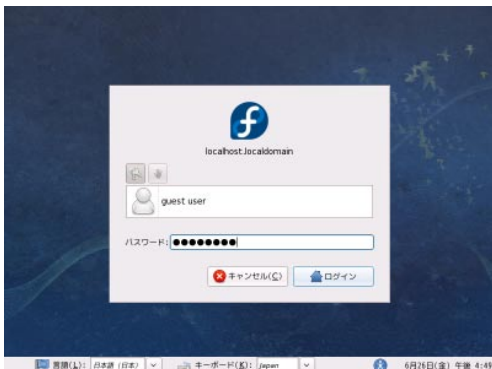 localhost.localdomain
guest user
パスワード:
キャンセル(C) ログイン
言語(L): 日本語 (日本) キーボード(K): Japan 6月26日(金) 午後 4:49